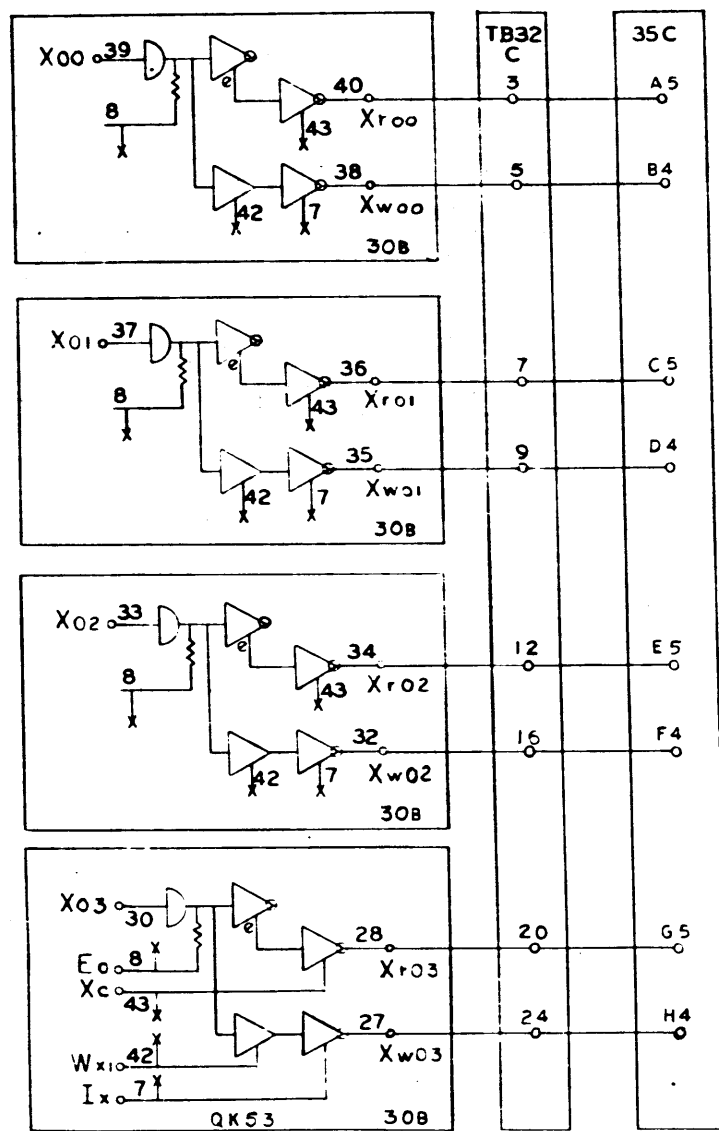 TB32 35C
C
X00 39 8 e 40 Xr00 3 A5
43
38 Xw00 5 B4
42 7
30B
X01 37 8 e 36 Xr01 7 C5
43
35 Xw01 9 D4
42 7
30B
X02 33 8 e 34 Xr02 12 E5
43
32 Xw02 16 F4
42 7
30B
X03 30 e
E0 8 28 Xr03 20 G5
Xc 43
27 Xw03 24 H4
Wx1 42
Ix 7
QK53 30B